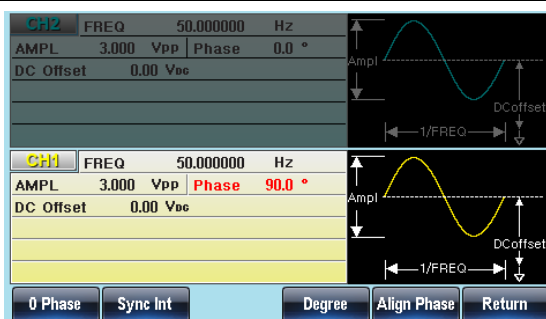 CH2 FREQ 50.000000 Hz
AMPL 3.000 VPP Phase 0.0 °
DC Offset 0.00 VDC
Ampl
DCoffset
1/FREQ
CH1 FREQ 50.000000 Hz
AMPL 3.000 VPP Phase 90.0 °
DC Offset 0.00 VDC
Ampl
DCoffset
1/FREQ
0 Phase Sync Int Degree Align Phase Return